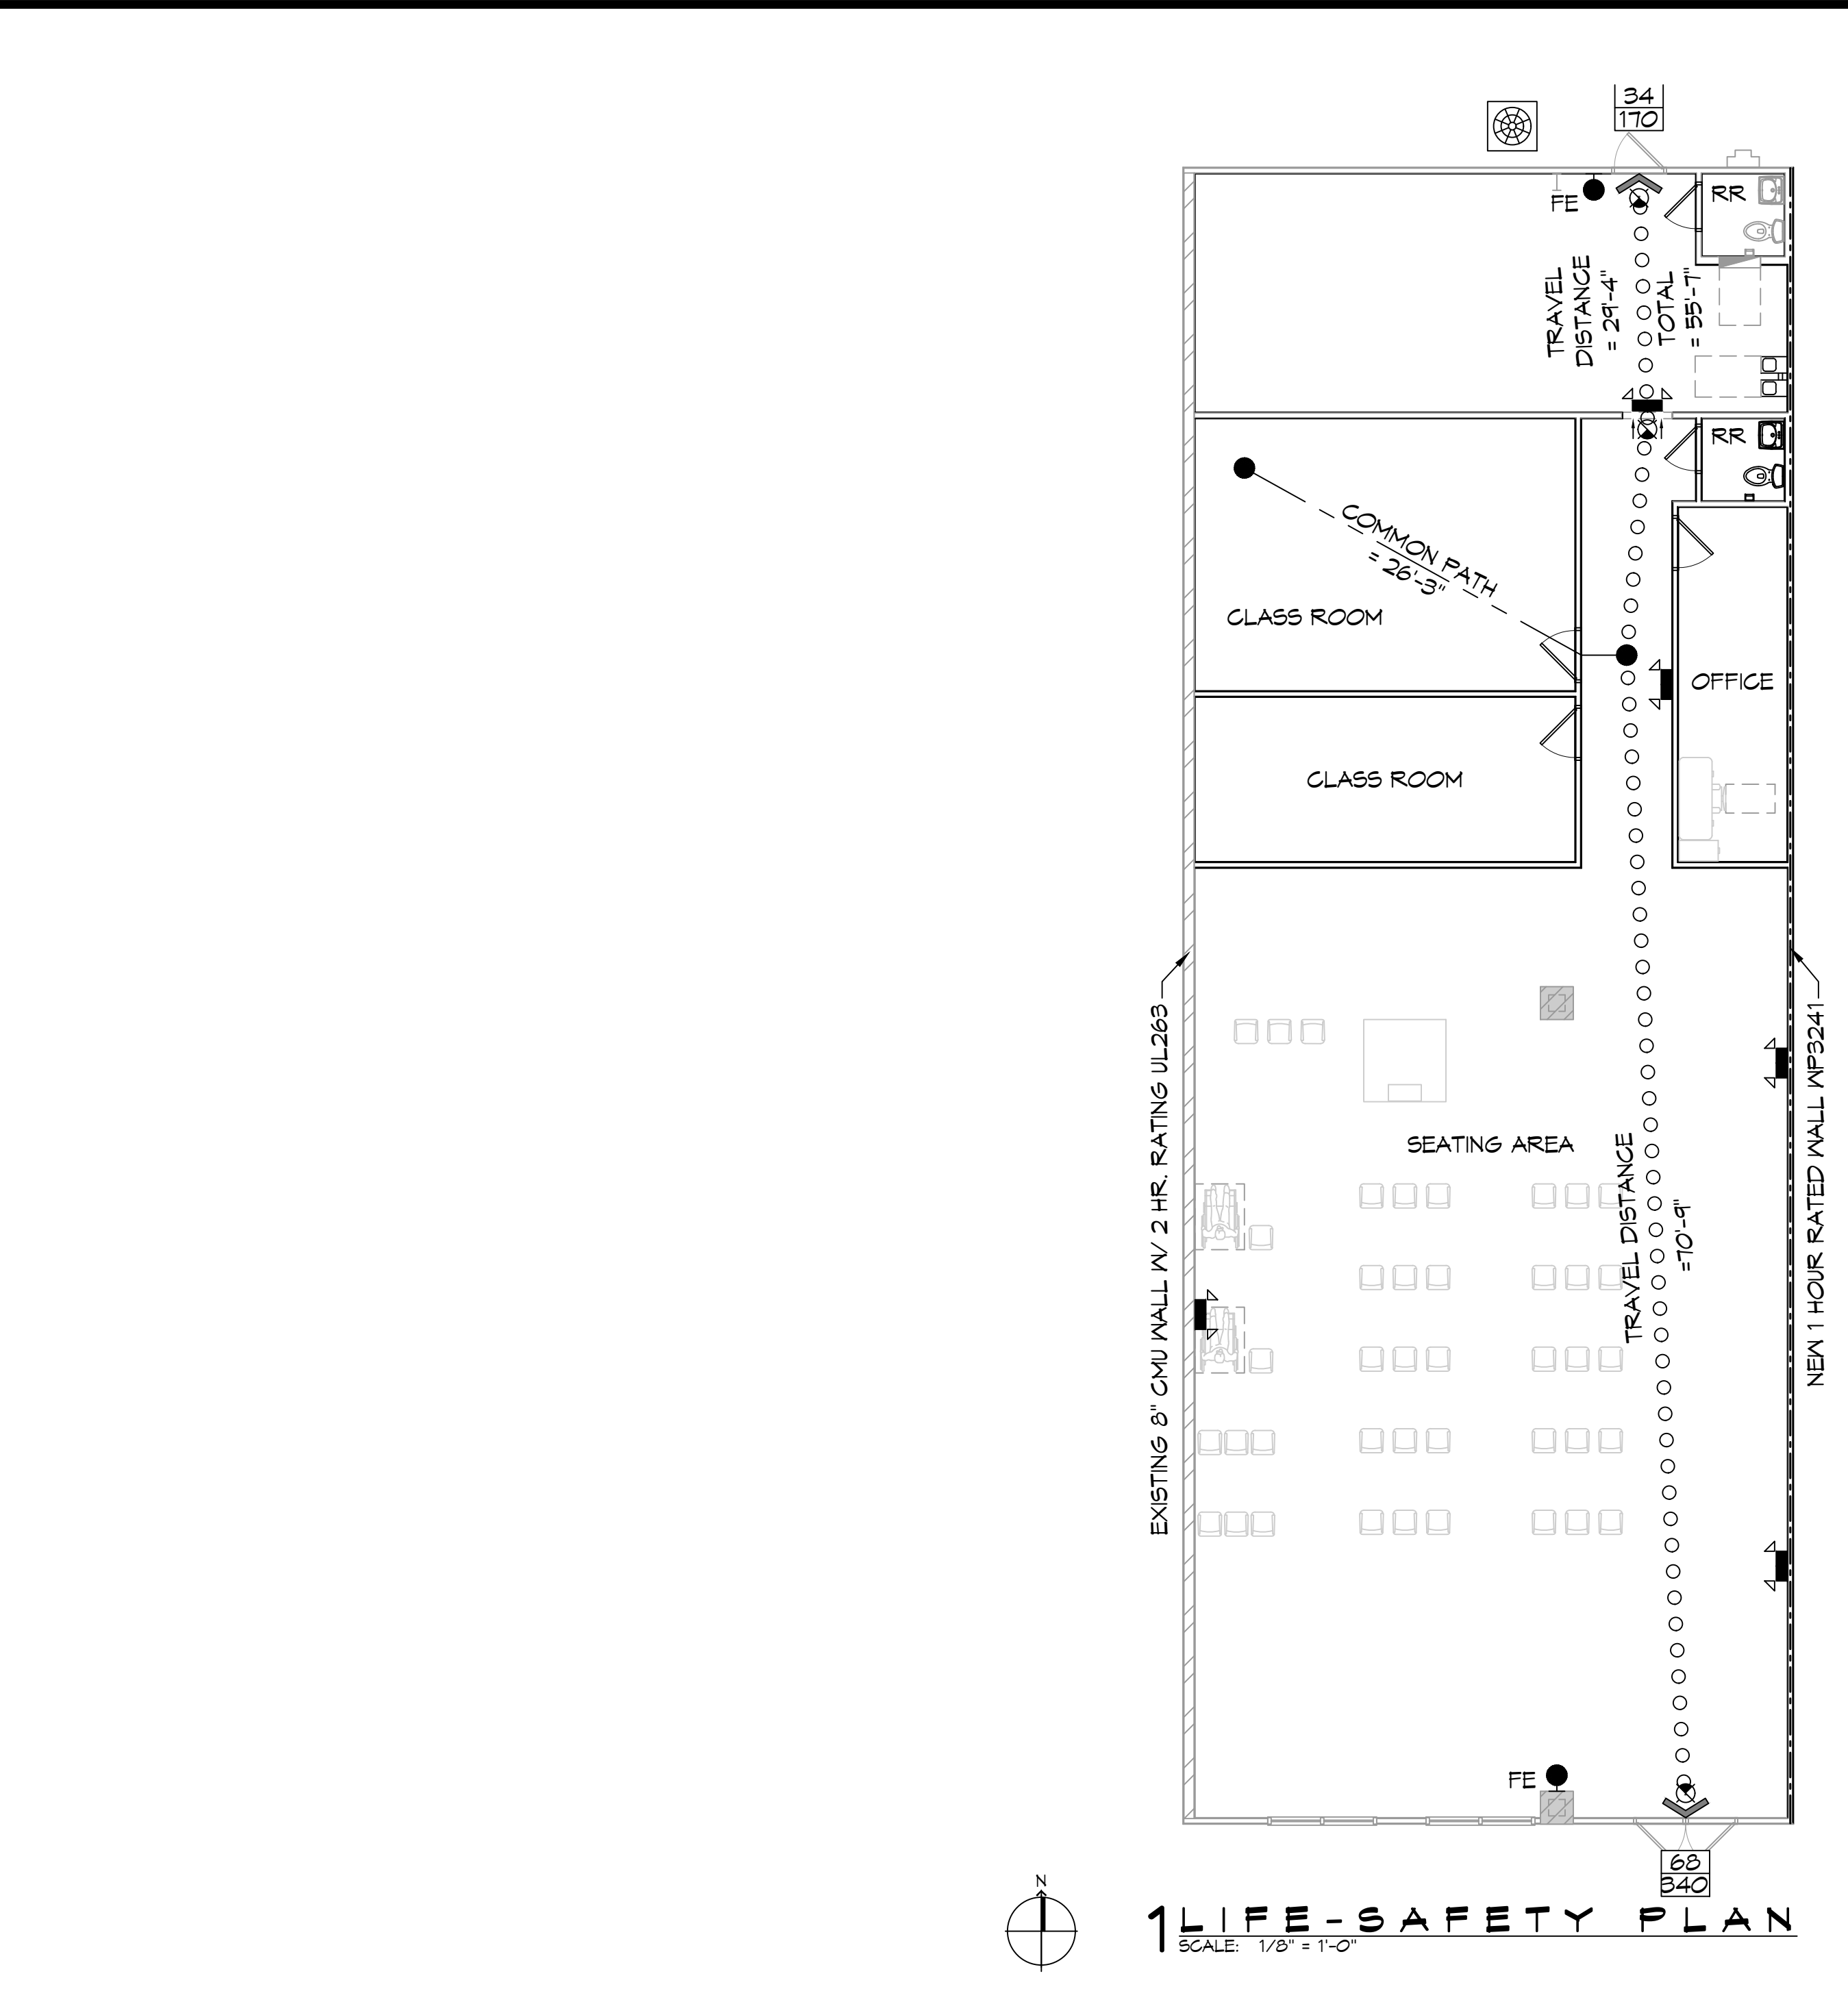 34
170
RR
FE
TRAVEL
DISTANCE
= 29'-4"
TOTAL
= 55'-7"
RR
COMMON PATH
= 26'-3"
CLASS ROOM
OFFICE
CLASS ROOM
EXISTING 8" CMU WALL W/ 2 HR. RATING UL263
NEW 1 HOUR RATED WALL WP3241
SEATING AREA
TRAVEL DISTANCE
=70'-9"
FE
68
340
N
1 LIFE-SAFETY PLAN
SCALE: 1/8" = 1'-0"